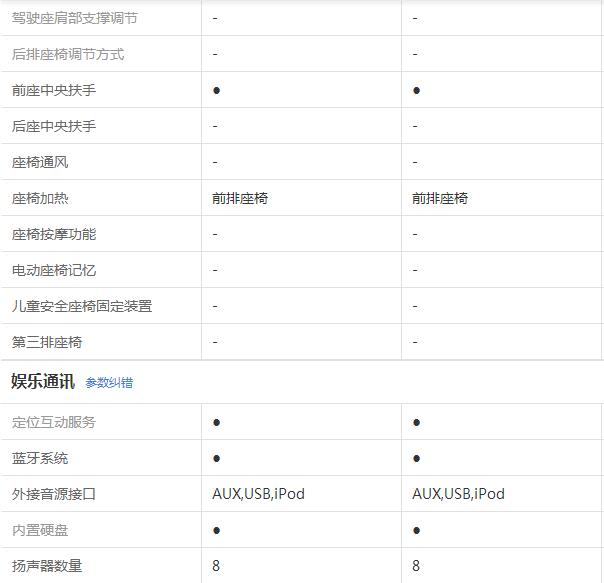 驾驶座肩部支撑调节 - -
后排座椅调节方式 - -
前座中央扶手 ● ●
后座中央扶手 - -
座椅通风 - -
座椅加热 前排座椅 前排座椅
座椅按摩功能 - -
电动座椅记忆 - -
儿童安全座椅固定装置 - -
第三排座椅 - -
娱乐通讯 参数纠错
定位互动服务 ● ●
蓝牙系统 ● ●
外接音源接口 AUX,USB,iPod AUX,USB,iPod
内置硬盘 ● ●
扬声器数量 8 8